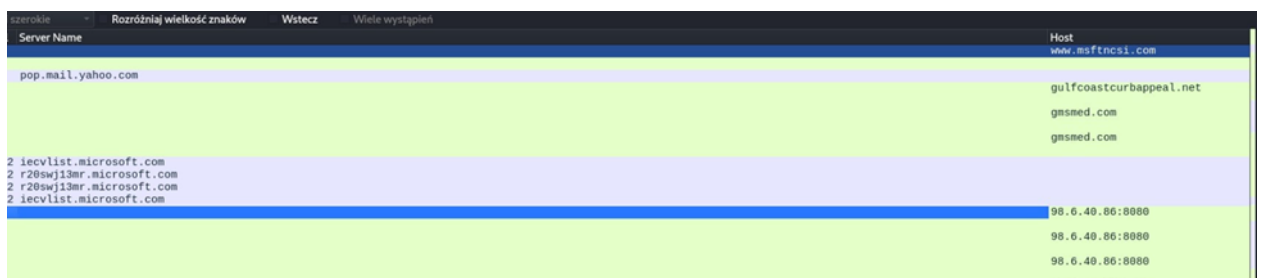 szerokie Rozróżniaj wielkość znaków Wstecz Wiele wystąpień
Server Name Host
www.msftncsi.com
pop.mail.yahoo.com
gulfcoastcurbappeal.net
gmsmed.com
gmsmed.com
2 iecvlist.microsoft.com
2 r20swj13mr.microsoft.com
2 r20swj13mr.microsoft.com
2 iecvlist.microsoft.com
98.6.40.86:8080
98.6.40.86:8080
98.6.40.86:8080